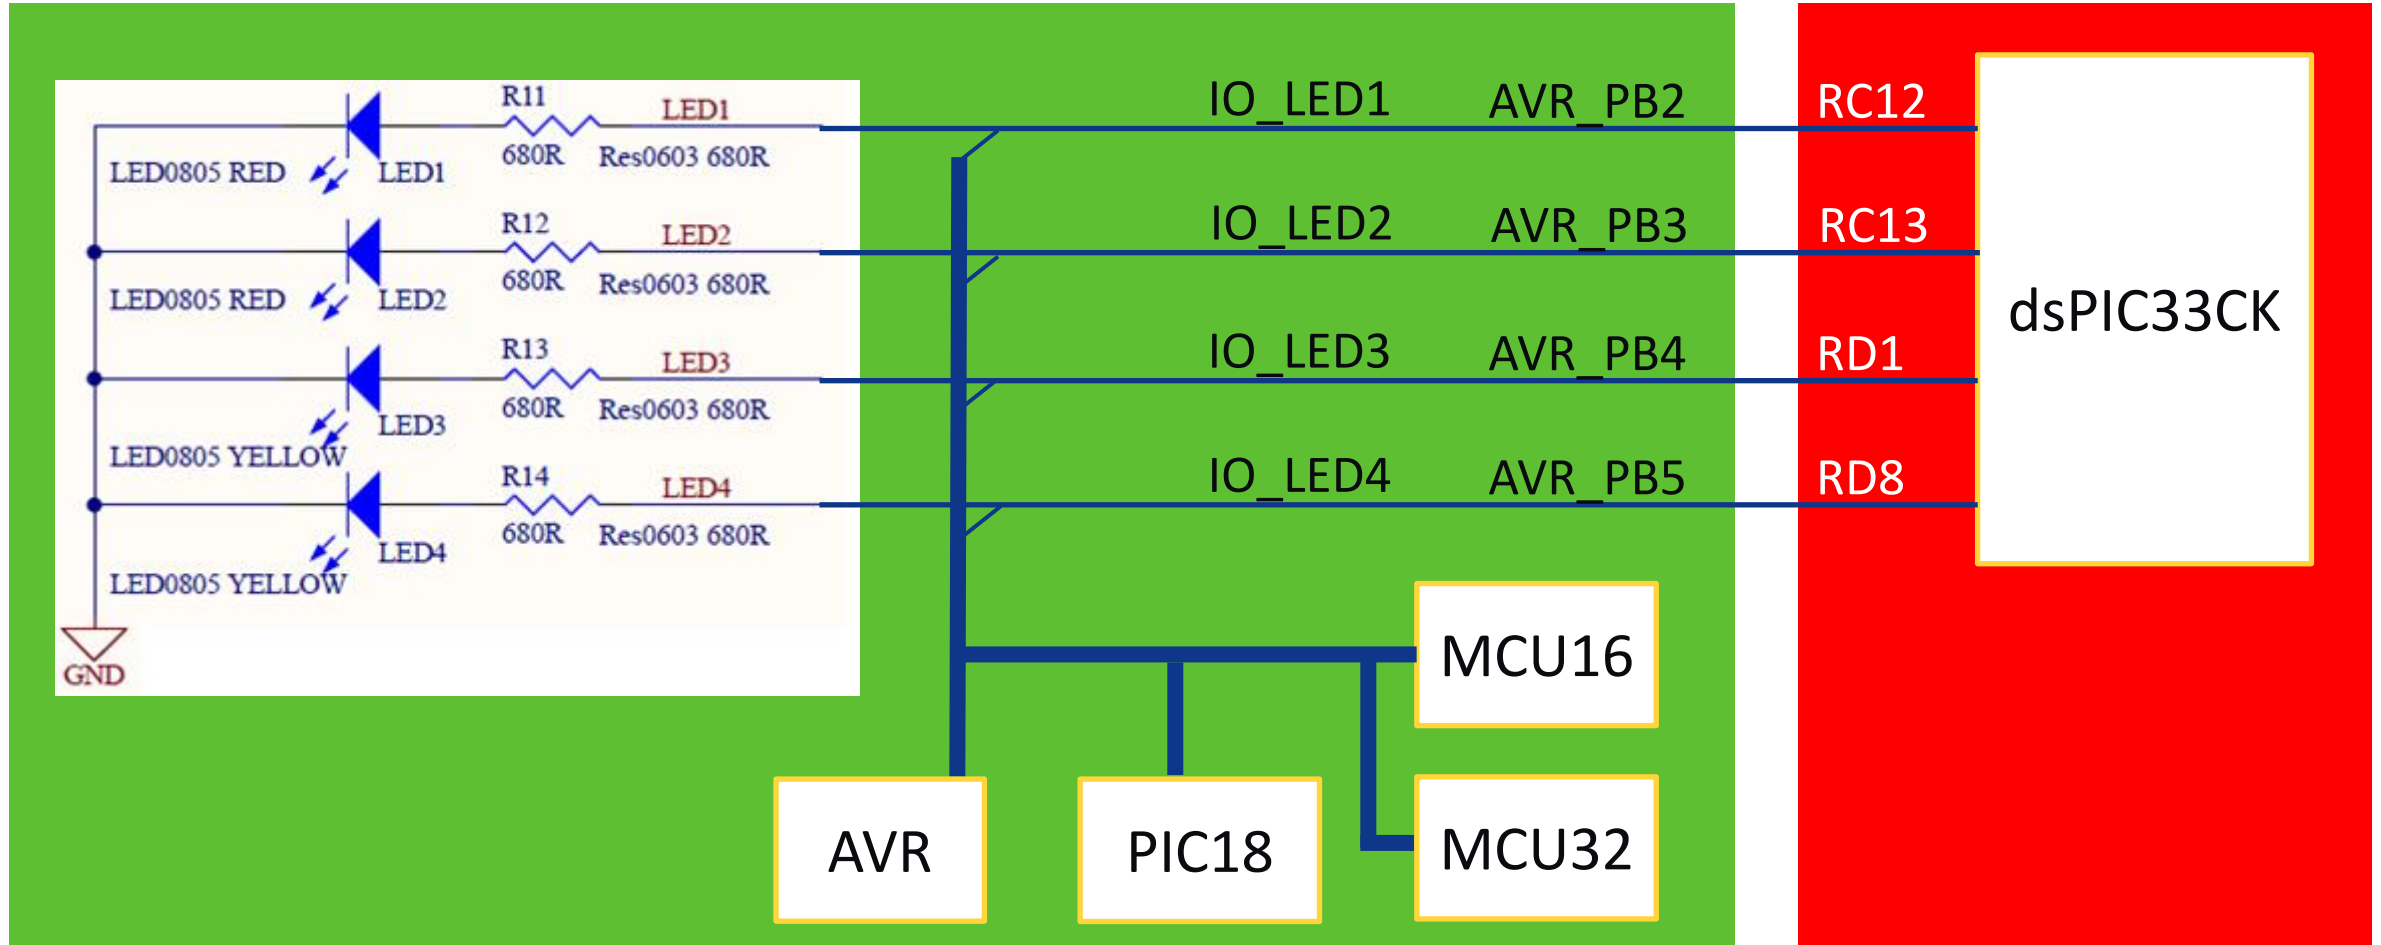 R11
LED1
IO_LED1
AVR_PB2
RC12
LED0805 RED
LED1
680R
Res0603 680R
R12
LED2
IO_LED2
AVR_PB3
RC13
LED0805 RED
LED2
680R
Res0603 680R
dsPIC33CK
R13
LED3
IO_LED3
AVR_PB4
RD1
LED0805 YELLOW
LED3
680R
Res0603 680R
R14
LED4
IO_LED4
AVR_PB5
RD8
LED0805 YELLOW
LED4
680R
Res0603 680R
GND
MCU16
AVR
PIC18
MCU32